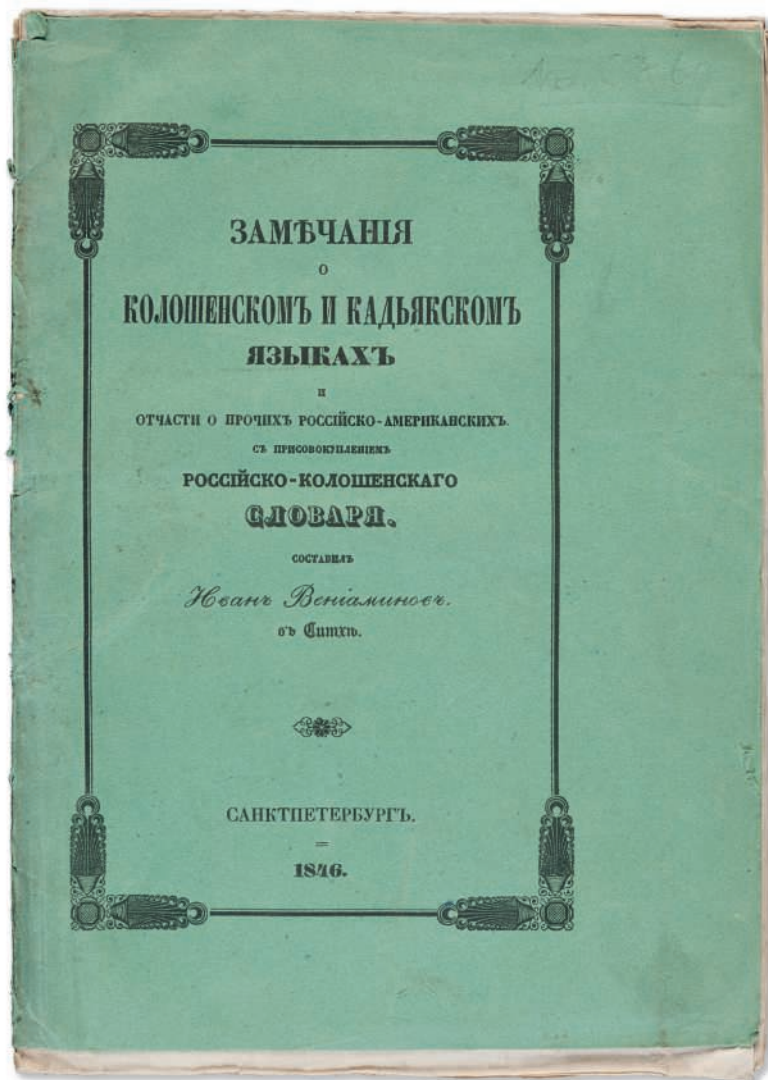 ЗАМѢЧАНІЯ
О
КОЛОШЕНСКОМЪ И КАДЬЯКСКОМЪ
ЯЗЫКАХЪ
И
ОТЧАСТИ О ПРОЧИХЪ РОССІЙСКО-АМЕРИКАНСКИХЪ.
СЪ ПРИСОВОКУПЛЕНІЕМЪ
РОССІЙСКО-КОЛОШЕНСКАГО
СЛОВАРЯ.
СОСТАВИЛЪ
Иванъ Веніаминовъ.
въ Ситхѣ.
САНКТПЕТЕРБУРГЪ.
1846.